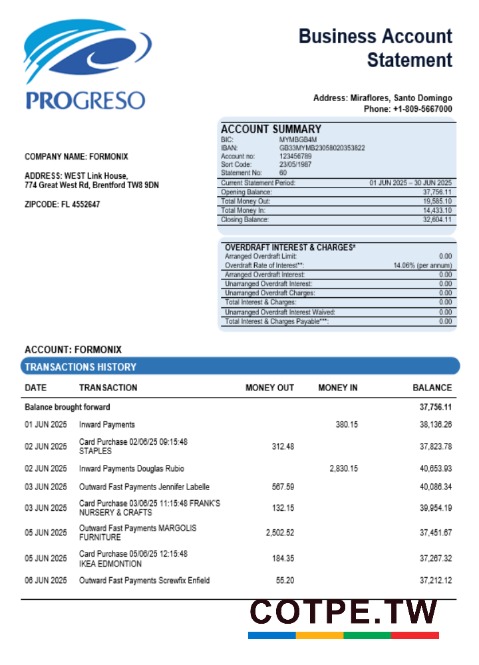 Business Account
Statement
PROGRESO
Address: Miraflores, Santo Domingo
Phone: +1-809-5667000
COMPANY NAME: FORMONIX
ADDRESS: WEST Link House,
774 Great West Rd, Brentford TW8 9DN
ZIPCODE: FL 4552647
ACCOUNT SUMMARY
BIC: MYMBGB4M
IBAN: GB33MYMB23058020353822
Account no: 123456789
Sort Code: 23/05/1987
Statement No: 60
Current Statement Period: 01 JUN 2025 – 30 JUN 2025
Opening Balance: 37,756.11
Total Money Out: 19,585.10
Total Money In: 14,433.10
Closing Balance: 32,604.11
OVERDRAFT INTEREST & CHARGES*
Arranged Overdraft Limit: 0.00
Overdraft Rate of Interest**: 14.06% (per annum)
Arranged Overdraft Interest: 0.00
Unarranged Overdraft Interest: 0.00
Unarranged Overdraft Charges: 0.00
Total Interest & Charges: 0.00
Unarranged Overdraft Interest Waived: 0.00
Total Interest & Charges Payable***: 0.00
ACCOUNT: FORMONIX
TRANSACTIONS HISTORY
DATE TRANSACTION MONEY OUT MONEY IN BALANCE
Balance brought forward 37,756.11
01 JUN 2025 Inward Payments 380.15 38,136.26
02 JUN 2025 Card Purchase 02/06/25 09:15:48
STAPLES 312.48 37,823.78
02 JUN 2025 Inward Payments Douglas Rubio 2,830.15 40,653.93
03 JUN 2025 Outward Fast Payments Jennifer Labelle 567.59 40,086.34
03 JUN 2025 Card Purchase 03/06/25 11:15:48 FRANK'S
NURSERY & CRAFTS 132.15 39,954.19
05 JUN 2025 Outward Fast Payments MARGOLIS
FURNITURE 2,502.52 37,451.67
05 JUN 2025 Card Purchase 05/06/25 12:15:48
IKEA EDMONTION 184.35 37,267.32
06 JUN 2025 Outward Fast Payments Screwfix Enfield 55.20 37,212.12
COTPE.TW